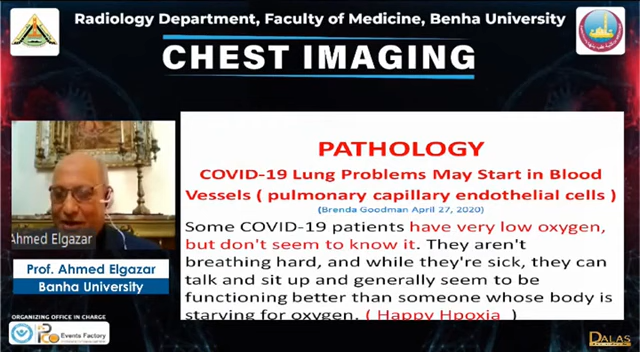 Radiology Department, Faculty of Medicine, Benha University
CHEST IMAGING
PATHOLOGY
COVID-19 Lung Problems May Start in Blood
Vessels ( pulmonary capillary endothelial cells )
(Brenda Goodman April 27, 2020)
Some COVID-19 patients have very low oxygen,
but don't seem to know it. They aren't
breathing hard, and while they're sick, they can
talk and sit up and generally seem to be
functioning better than someone whose body is
starving for oxygen. ( Happy Hpoxia )
Ahmed Elgazar
Prof. Ahmed Elgazar
Banha University
ORGANIZING OFFICE IN CHARGE
Events Factory
DALAS